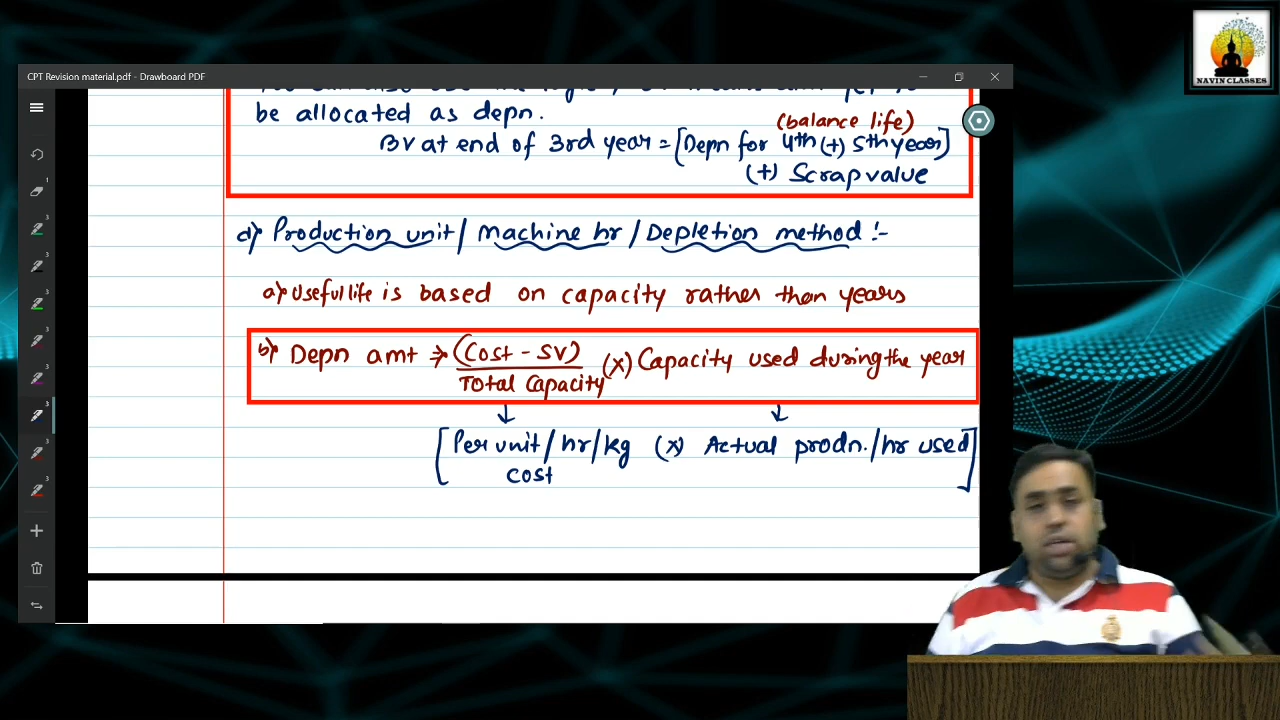 NAVIN CLASSES
CPT Revision material.pdf - Drawboard PDF
be allocated as depn.
(balance life)
BV at end of 3rd year = [Depn for 4th (+) 5th year]
(+) Scrap value
d) Production unit / Machine hr / Depletion method :-
a) Useful life is based on capacity rather then years
b) Depn amt ⇒ (Cost - SV) (x) Capacity used during the year
Total Capacity
↓ ↓
[Per unit / hr / kg (x) Actual prodn. / hr used]
cost